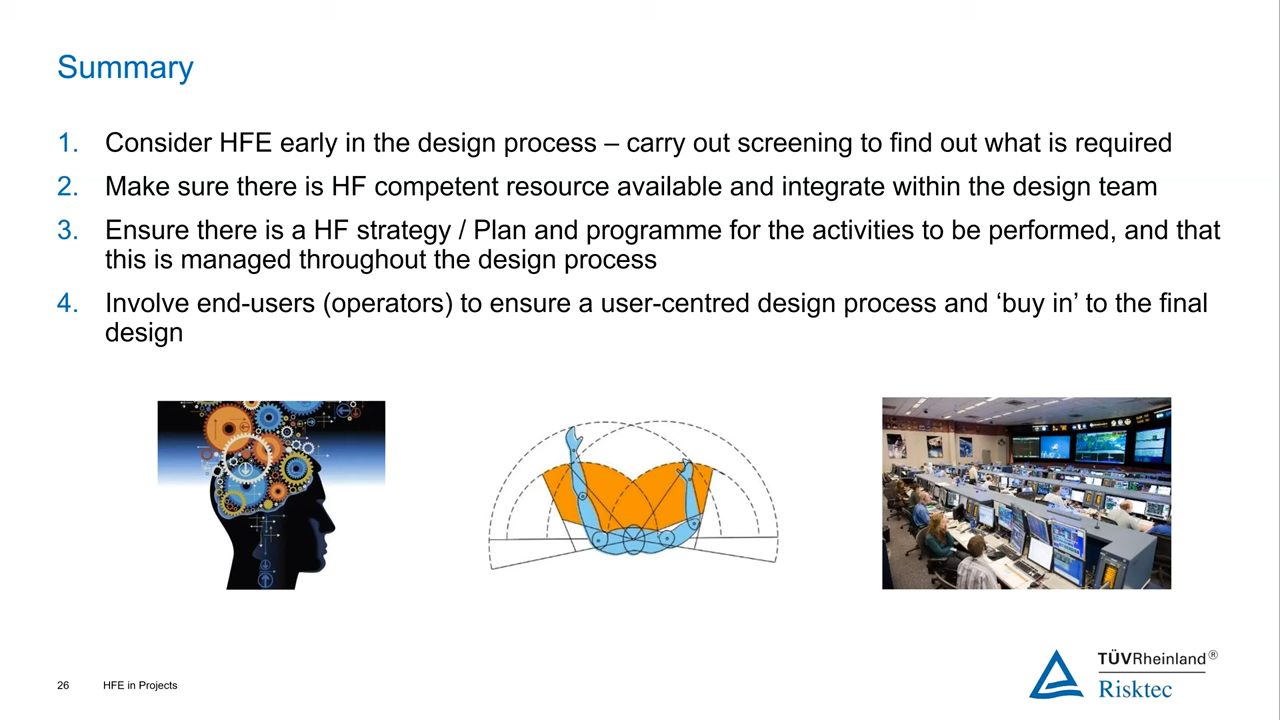 Summary
1. Consider HFE early in the design process – carry out screening to find out what is required
2. Make sure there is HF competent resource available and integrate within the design team
3. Ensure there is a HF strategy / Plan and programme for the activities to be performed, and that
this is managed throughout the design process
4. Involve end-users (operators) to ensure a user-centred design process and ‘buy in’ to the final
design
26 HFE in Projects
TÜVRheinland®
Risktec